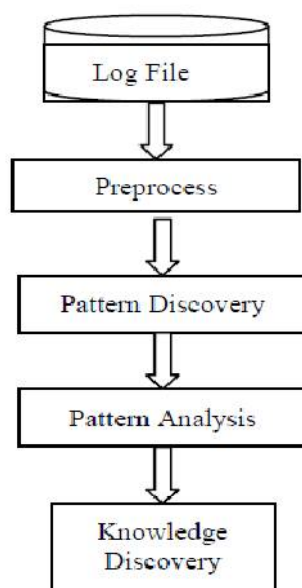 Log File
Preprocess
Pattern Discovery
Pattern Analysis
Knowledge
Discovery